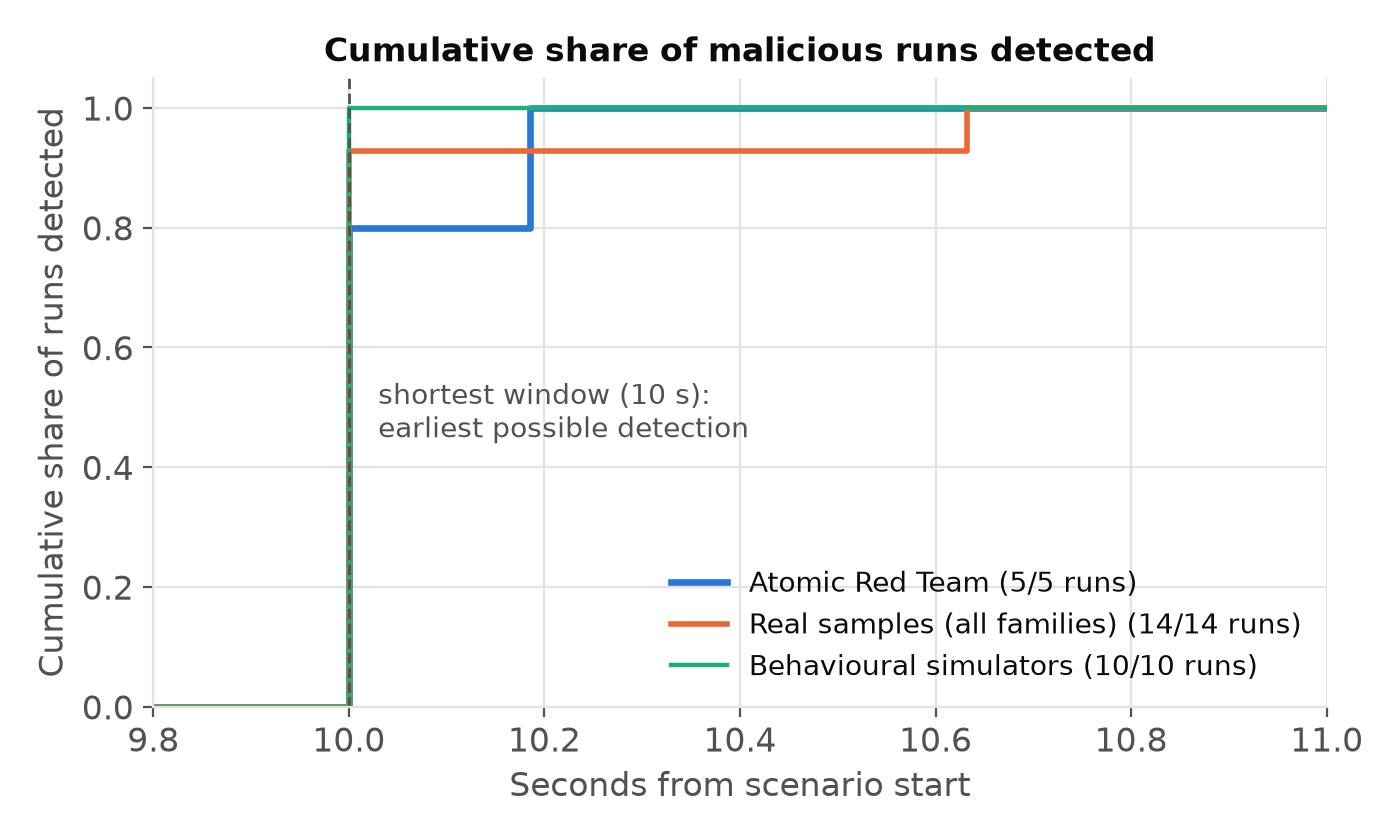 Cumulative share of malicious runs detected
Cumulative share of runs detected
1.0
0.8
0.6
0.4
0.2
0.0
shortest window (10 s):
earliest possible detection
Atomic Red Team (5/5 runs)
Real samples (all families) (14/14 runs)
Behavioural simulators (10/10 runs)
9.8 10.0 10.2 10.4 10.6 10.8 11.0
Seconds from scenario start